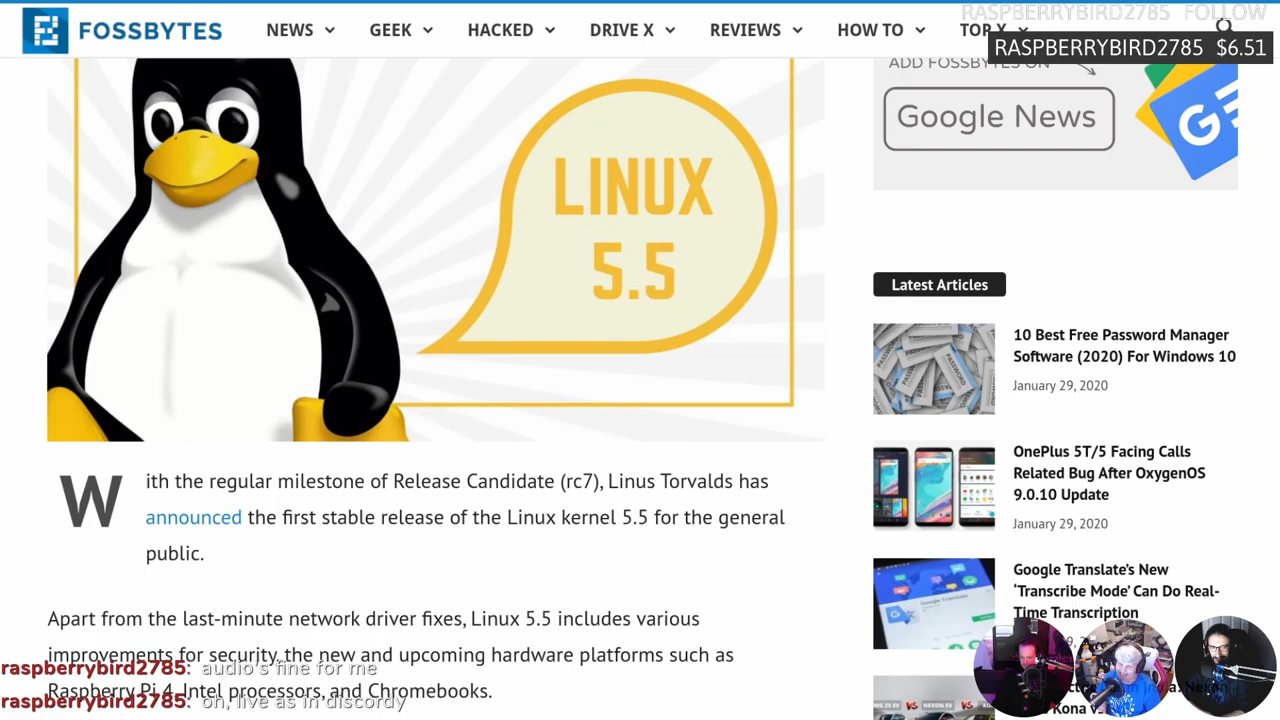 RASPBERRYBIRD2785 FOLLOW
FOSSBYTES
NEWS
GEEK
HACKED
DRIVE X
REVIEWS
HOW TO
TOP X
RASPBERRYBIRD2785 $6.51
ADD FOSSBYTES ON
Google News
G
LINUX
5.5
Latest Articles
10 Best Free Password Manager
Software (2020) For Windows 10
January 29, 2020
OnePlus 5T/5 Facing Calls
Related Bug After OxygenOS
9.0.10 Update
January 29, 2020
Google Translate's New
'Transcribe Mode' Can Do Real-
Time Transcription
With the regular milestone of Release Candidate (rc7), Linus Torvalds has
announced the first stable release of the Linux kernel 5.5 for the general
public.
Apart from the last-minute network driver fixes, Linux 5.5 includes various
improvements for security, the new and upcoming hardware platforms such as
Raspberry Pi 4, Intel processors, and Chromebooks.
raspberrybird2785: audio's fine for me
raspberrybird2785: oh, live as in discordy